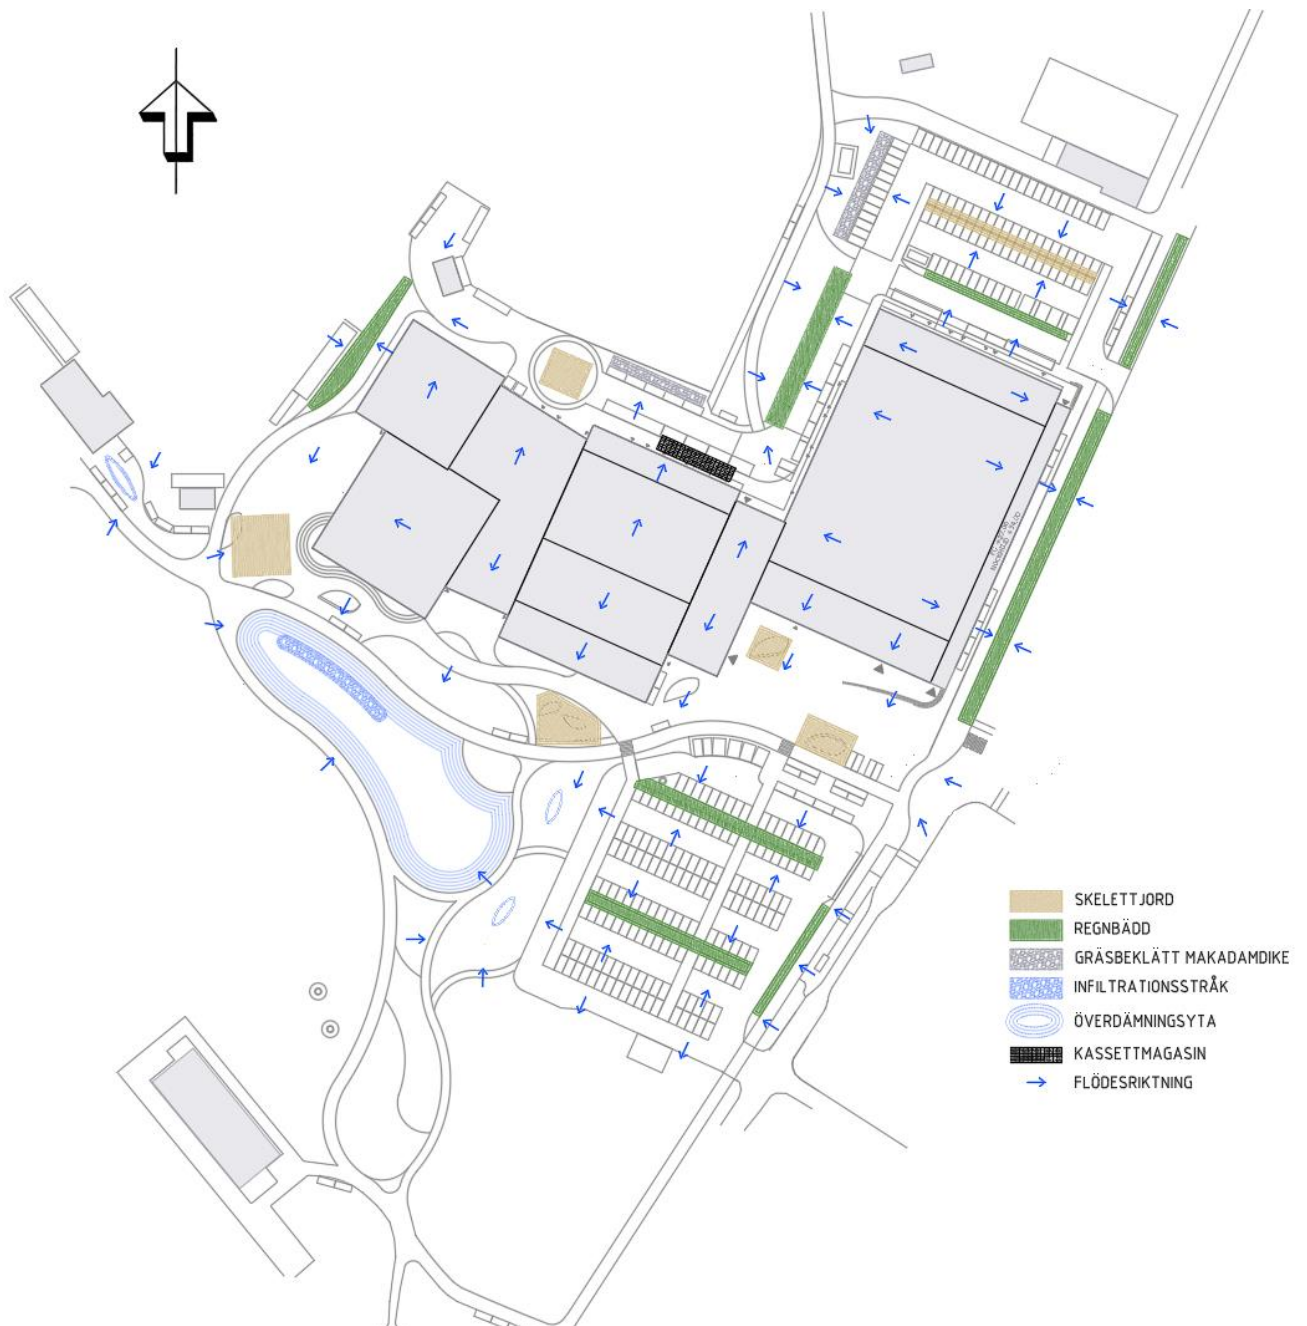 SKELETTJORD
REGNBÄDD
GRÄSBEKLÄTT MAKADAMDIKE
INFILTRATIONSSTRÅK
ÖVERDÄMNINGSYTA
KASSETTMAGASIN
FLÖDESRIKTNING